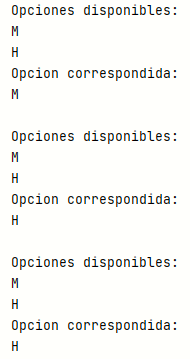 Opciones disponibles:
M
H
Opcion correspondida:
M
Opciones disponibles:
M
H
Opcion correspondida:
H
Opciones disponibles:
M
H
Opcion correspondida:
H